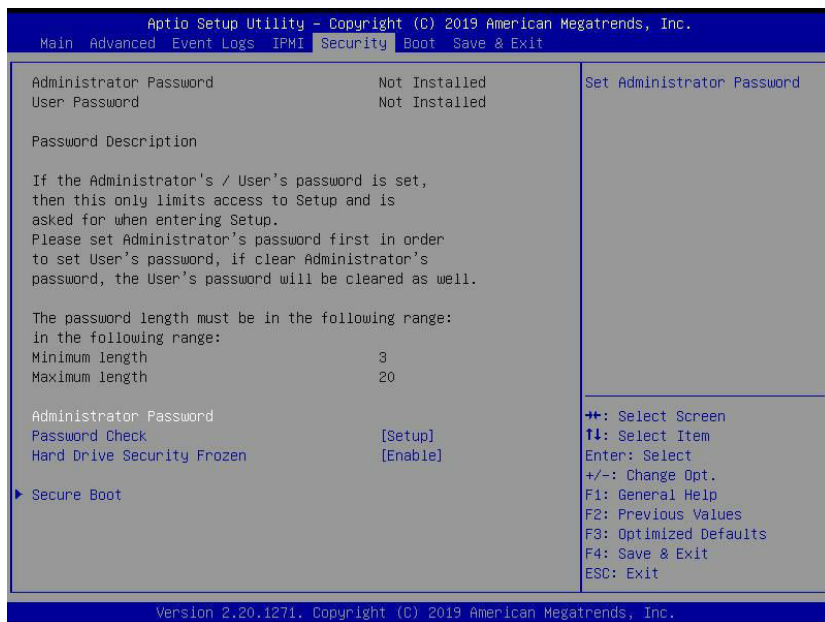 Aptio Setup Utility – Copyright (C) 2019 American Megatrends, Inc.
Main Advanced Event Logs IPMI Security Boot Save & Exit
Administrator Password Not Installed
User Password Not Installed
Password Description
If the Administrator's / User's password is set,
then this only limits access to Setup and is
asked for when entering Setup.
Please set Administrator's password first in order
to set User's password, if clear Administrator's
password, the User's password will be cleared as well.
The password length must be in the following range:
in the following range:
Minimum length 3
Maximum length 20
Administrator Password
Password Check [Setup]
Hard Drive Security Frozen [Enable]
▶ Secure Boot
Set Administrator Password
→←: Select Screen
↑↓: Select Item
Enter: Select
+/-: Change Opt.
F1: General Help
F2: Previous Values
F3: Optimized Defaults
F4: Save & Exit
ESC: Exit
Version 2.20.1271. Copyright (C) 2019 American Megatrends, Inc.